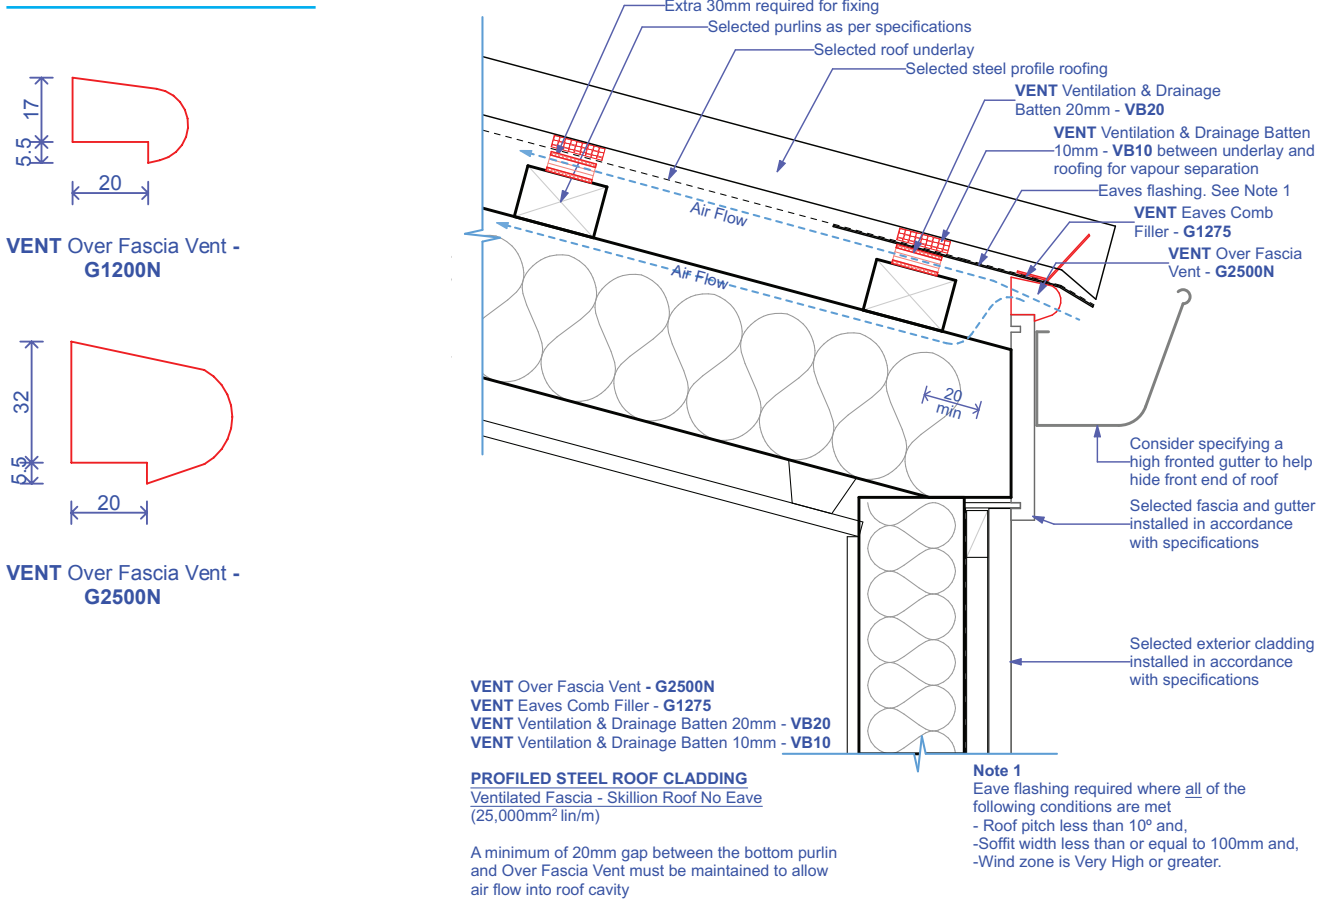 17
5.5
20
VENT Over Fascia Vent -
G1200N
32
5.5
20
VENT Over Fascia Vent -
G2500N
Extra 30mm required for fixing
Selected purlins as per specifications
Selected roof underlay
Selected steel profile roofing
VENT Ventilation & Drainage
Batten 20mm - VB20
VENT Ventilation & Drainage Batten
10mm - VB10 between underlay and
roofing for vapour separation
Eaves flashing. See Note 1
VENT Eaves Comb
Filler - G1275
VENT Over Fascia
Vent - G2500N
Air Flow
Air Flow
20
min
Consider specifying a
high fronted gutter to help
hide front end of roof
Selected fascia and gutter
installed in accordance
with specifications
Selected exterior cladding
installed in accordance
with specifications
VENT Over Fascia Vent - G2500N
VENT Eaves Comb Filler - G1275
VENT Ventilation & Drainage Batten 20mm - VB20
VENT Ventilation & Drainage Batten 10mm - VB10
PROFILED STEEL ROOF CLADDING
Ventilated Fascia - Skillion Roof No Eave
(25,000mm² lin/m)
A minimum of 20mm gap between the bottom purlin
and Over Fascia Vent must be maintained to allow
air flow into roof cavity
Note 1
Eave flashing required where all of the
following conditions are met
- Roof pitch less than 10º and,
-Soffit width less than or equal to 100mm and,
-Wind zone is Very High or greater.